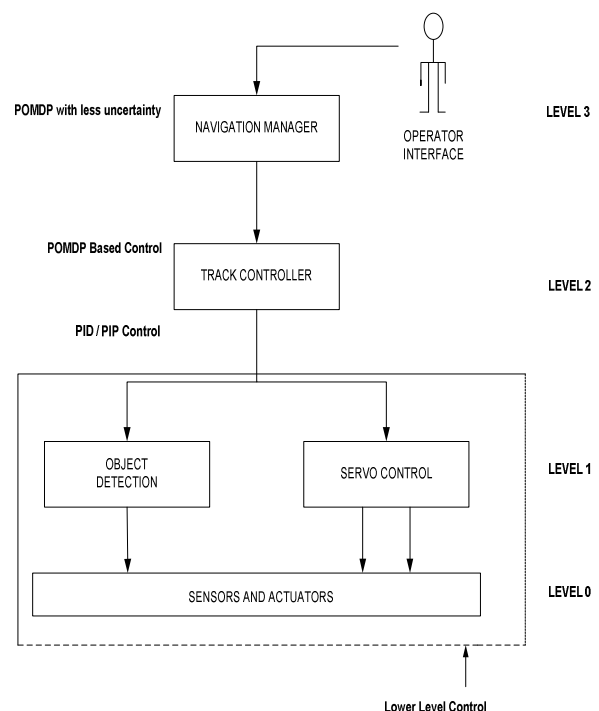 POMDP with less uncertainty
NAVIGATION MANAGER
LEVEL 3
OPERATOR
INTERFACE
POMDP Based Control
TRACK CONTROLLER
LEVEL 2
PID / PIP Control
OBJECT
DETECTION
SERVO CONTROL
LEVEL 1
SENSORS AND ACTUATORS
LEVEL 0
Lower Level Control